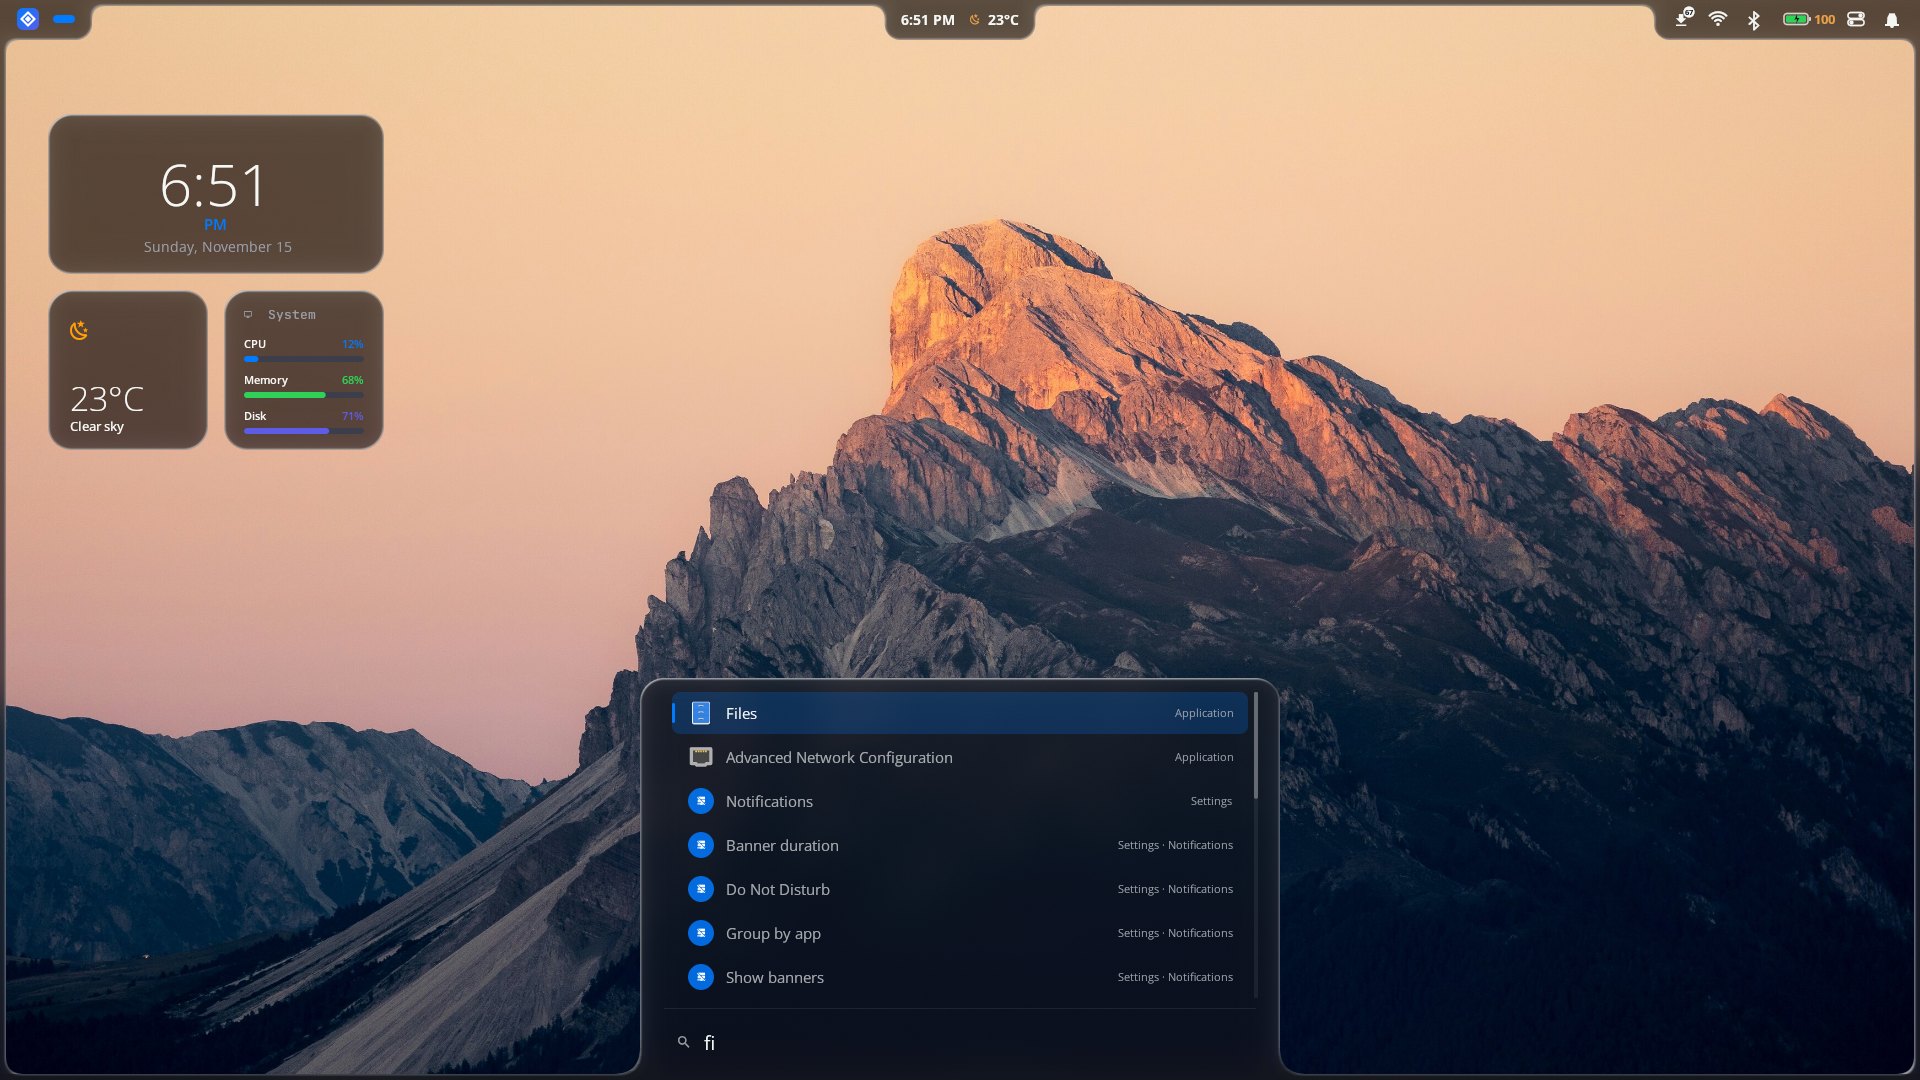 6:51 PM 23°C
67
100
6:51
PM
Sunday, November 15
23°C
Clear sky
System
CPU 12%
Memory 68%
Disk 71%
Files Application
Advanced Network Configuration Application
Notifications Settings
Banner duration Settings · Notifications
Do Not Disturb Settings · Notifications
Group by app Settings · Notifications
Show banners Settings · Notifications
fi